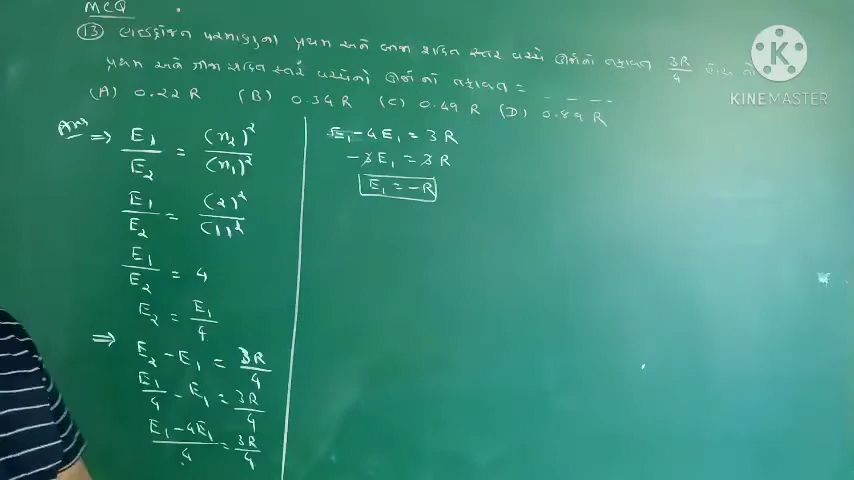 MCQ
(13) હાઇડ્રોજન પરમાણુના પ્રથમ અને બીજા શક્તિ સ્તર વચ્ચે ઊર્જાનો તફાવત 3R/4 હોય તો
પ્રથમ અને ત્રીજા શક્તિ સ્તર વચ્ચેનો ઊર્જાનો તફાવત = - - - -
(A) 0.22 R (B) 0.34 R (C) 0.49 R (D) 0.89 R
Ans ⇒ E₁/E₂ = (n₂)²/(n₁)²
E₁/E₂ = (2)²/(1)²
E₁/E₂ = 4
E₂ = E₁/4
⇒ E₂ - E₁ = 3R/4
E₁/4 - E₁ = 3R/4
E₁ - 4E₁/4 = 3R/4
E₁ - 4E₁ = 3R
-3E₁ = 3R
E₁ = -R
K
KINEMASTER